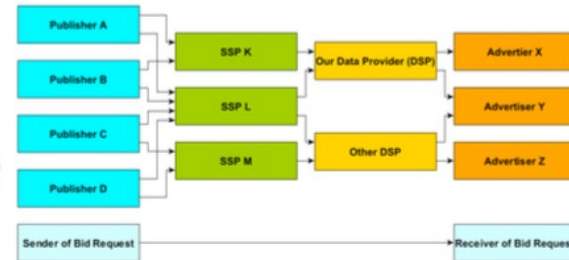 Publisher A
Publisher B
Publisher C
Publisher D
SSP K
SSP L
SSP M
Our Data Provider (DSP)
Other DSP
Advertier X
Advertiser Y
Advertiser Z
Sender of Bid Request
Receiver of Bid Reques